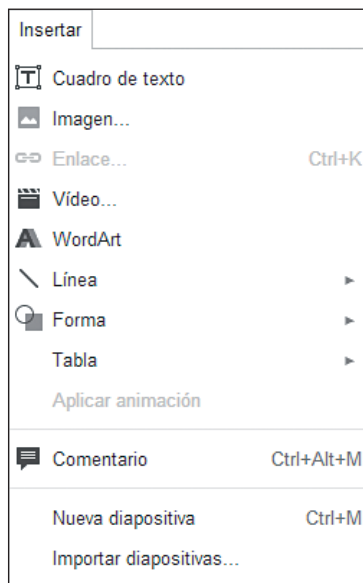 Insertar
Cuadro de texto
Imagen...
Enlace... Ctrl+K
Vídeo...
WordArt
Línea
Forma
Tabla
Aplicar animación
Comentario Ctrl+Alt+M
Nueva diapositiva Ctrl+M
Importar diapositivas...